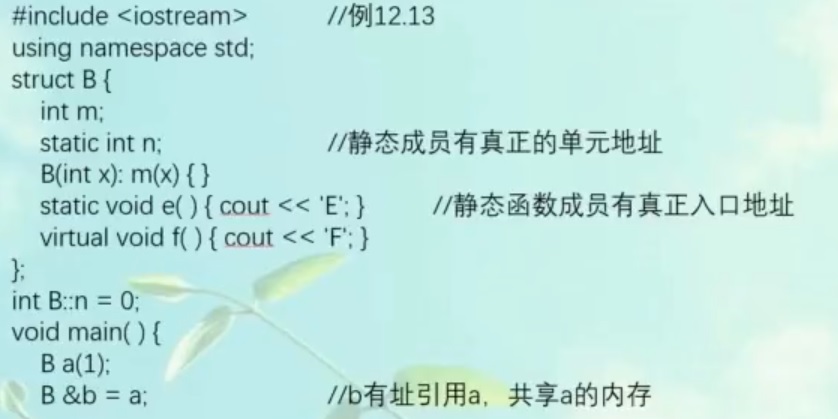 #include <iostream> //例12.13
using namespace std;
struct B {
int m;
static int n; //静态成员有真正的单元地址
B(int x): m(x) { }
static void e( ) { cout << 'E'; } //静态函数成员有真正入口地址
virtual void f( ) { cout << 'F'; }
};
int B::n = 0;
void main( ) {
B a(1);
B &b = a; //b有址引用a，共享a的内存